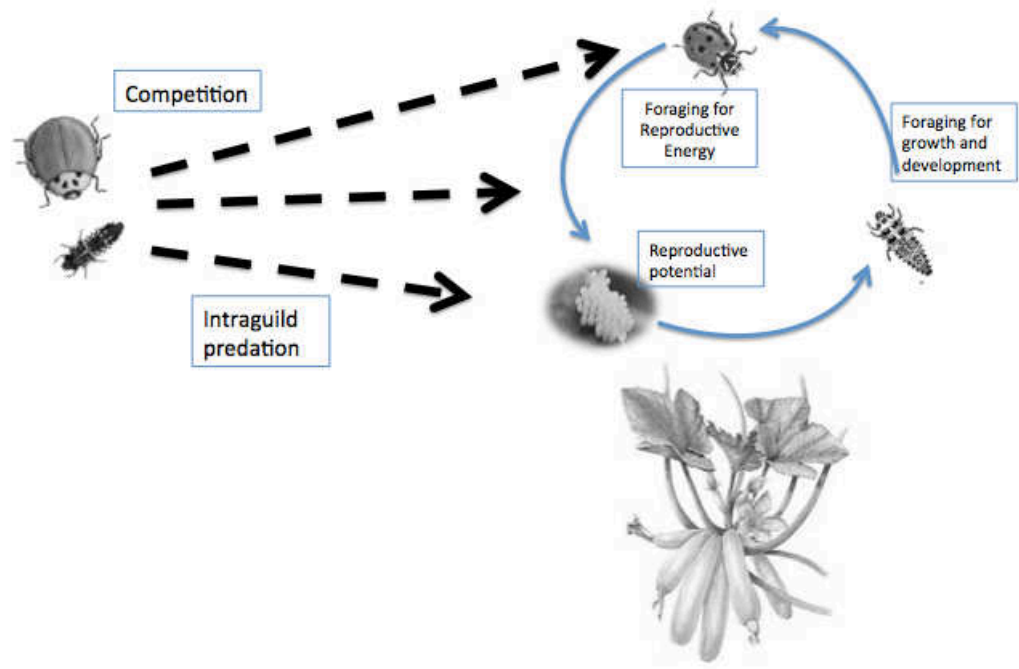 Competition
Foraging for
Reproductive
Energy
Foraging for
growth and
development
Reproductive
potential
Intraguild
predation